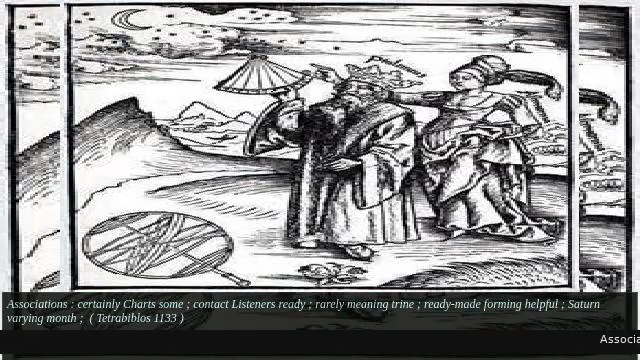 Associations : certainly Charts some ; contact Listeners ready ; rarely meaning trine ; ready-made forming helpful ; Saturn
varying month ; ( Tetrabiblos 1133 )
Associa